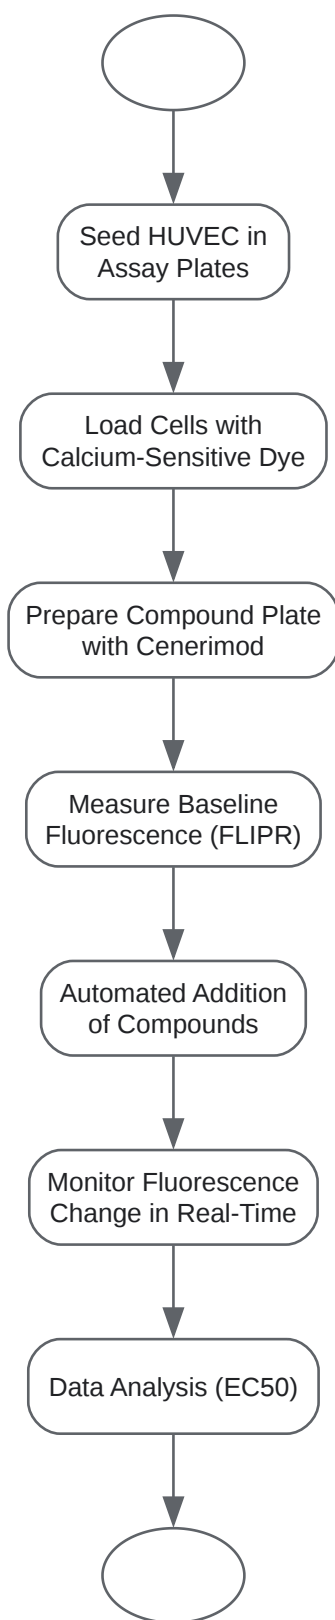 Seed HUVEC in
Assay Plates
Load Cells with
Calcium-Sensitive Dye
Prepare Compound Plate
with Cenerimod
Measure Baseline
Fluorescence (FLIPR)
Automated Addition
of Compounds
Monitor Fluorescence
Change in Real-Time
Data Analysis (EC50)